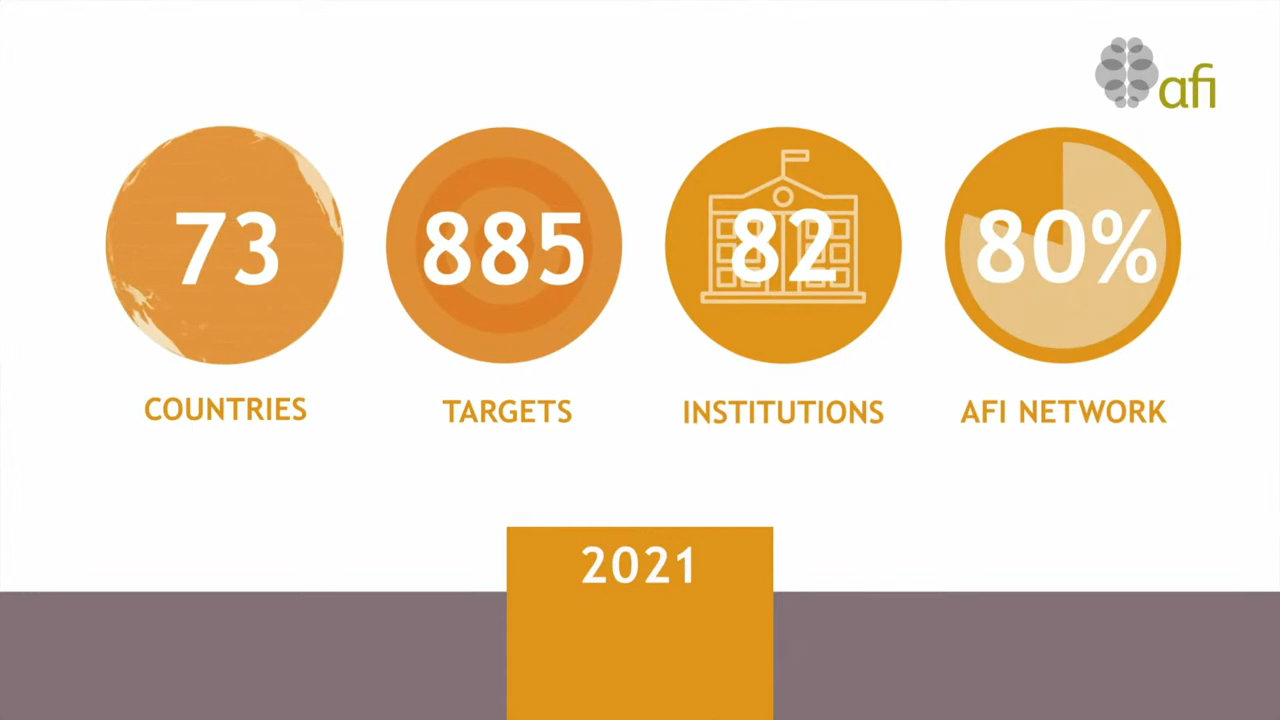 afi
73
885
82
80%
COUNTRIES
TARGETS
INSTITUTIONS
AFI NETWORK
2021